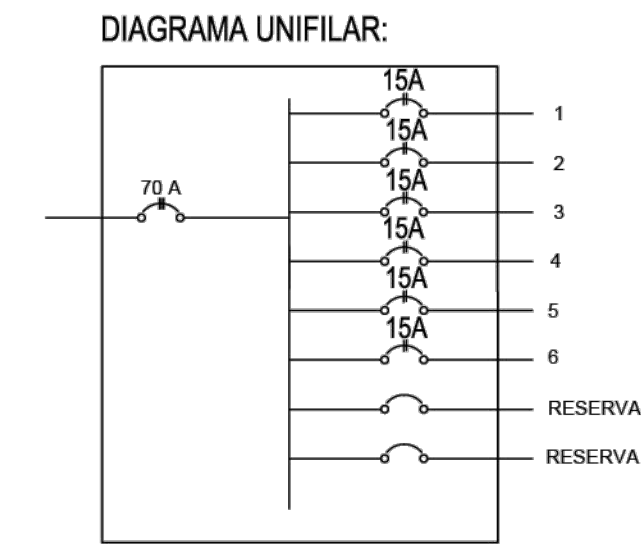 DIAGRAMA UNIFILAR:
15A
1
15A
2
70 A
15A
3
15A
4
15A
5
15A
6
RESERVA
RESERVA